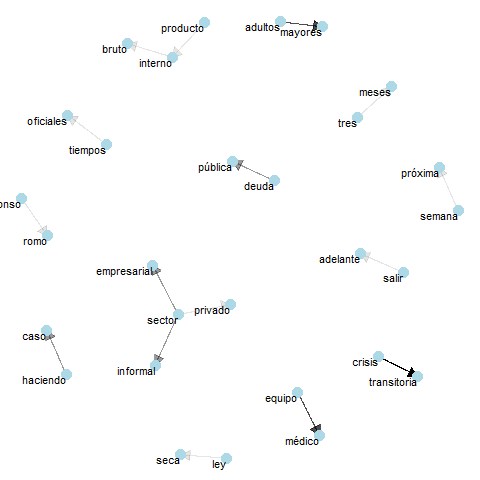 producto
adultos
mayores
bruto
interno
meses
oficiales
tres
tiempos
pública
próxima
deuda
onso
semana
romo
adelante
empresarial
salir
privado
sector
caso
crisis
informal
transitoria
haciendo
equipo
médico
seca
ley